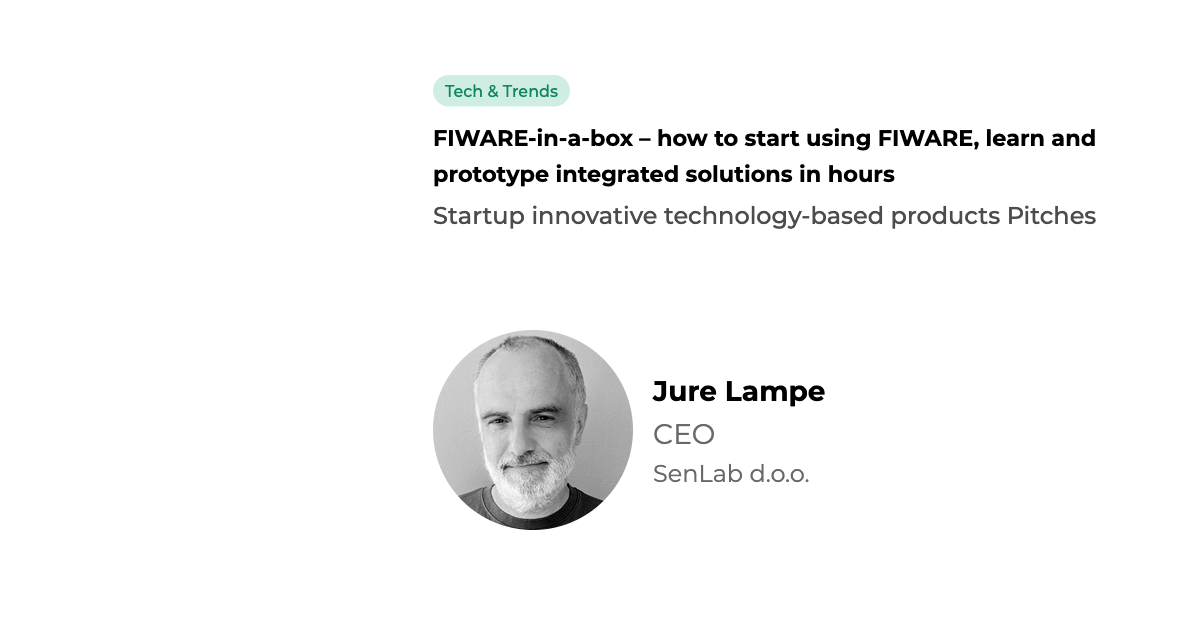 Tech & Trends
FIWARE-in-a-box – how to start using FIWARE, learn and
prototype integrated solutions in hours
Startup innovative technology-based products Pitches
Jure Lampe
CEO
SenLab d.o.o.